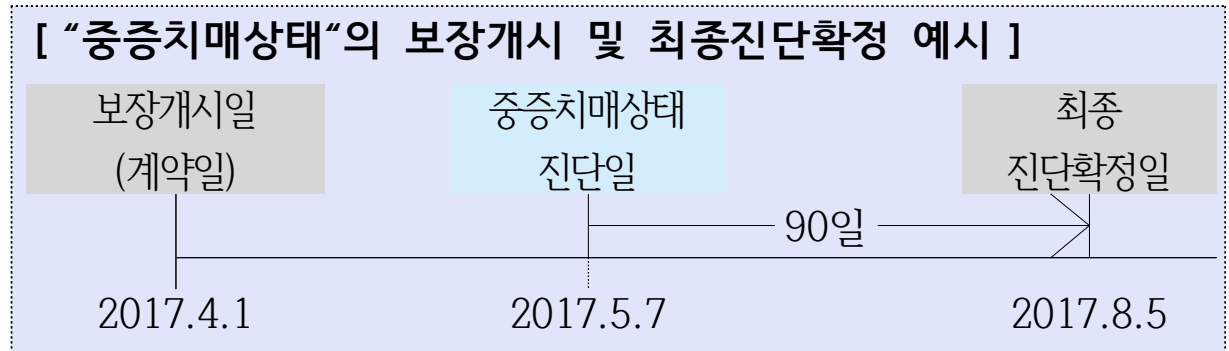 [ “중증치매상태“의 보장개시 및 최종진단확정 예시 ]
보장개시일
(계약일)
중증치매상태
진단일
최종
진단확정일
90일
2017.4.1
2017.5.7
2017.8.5